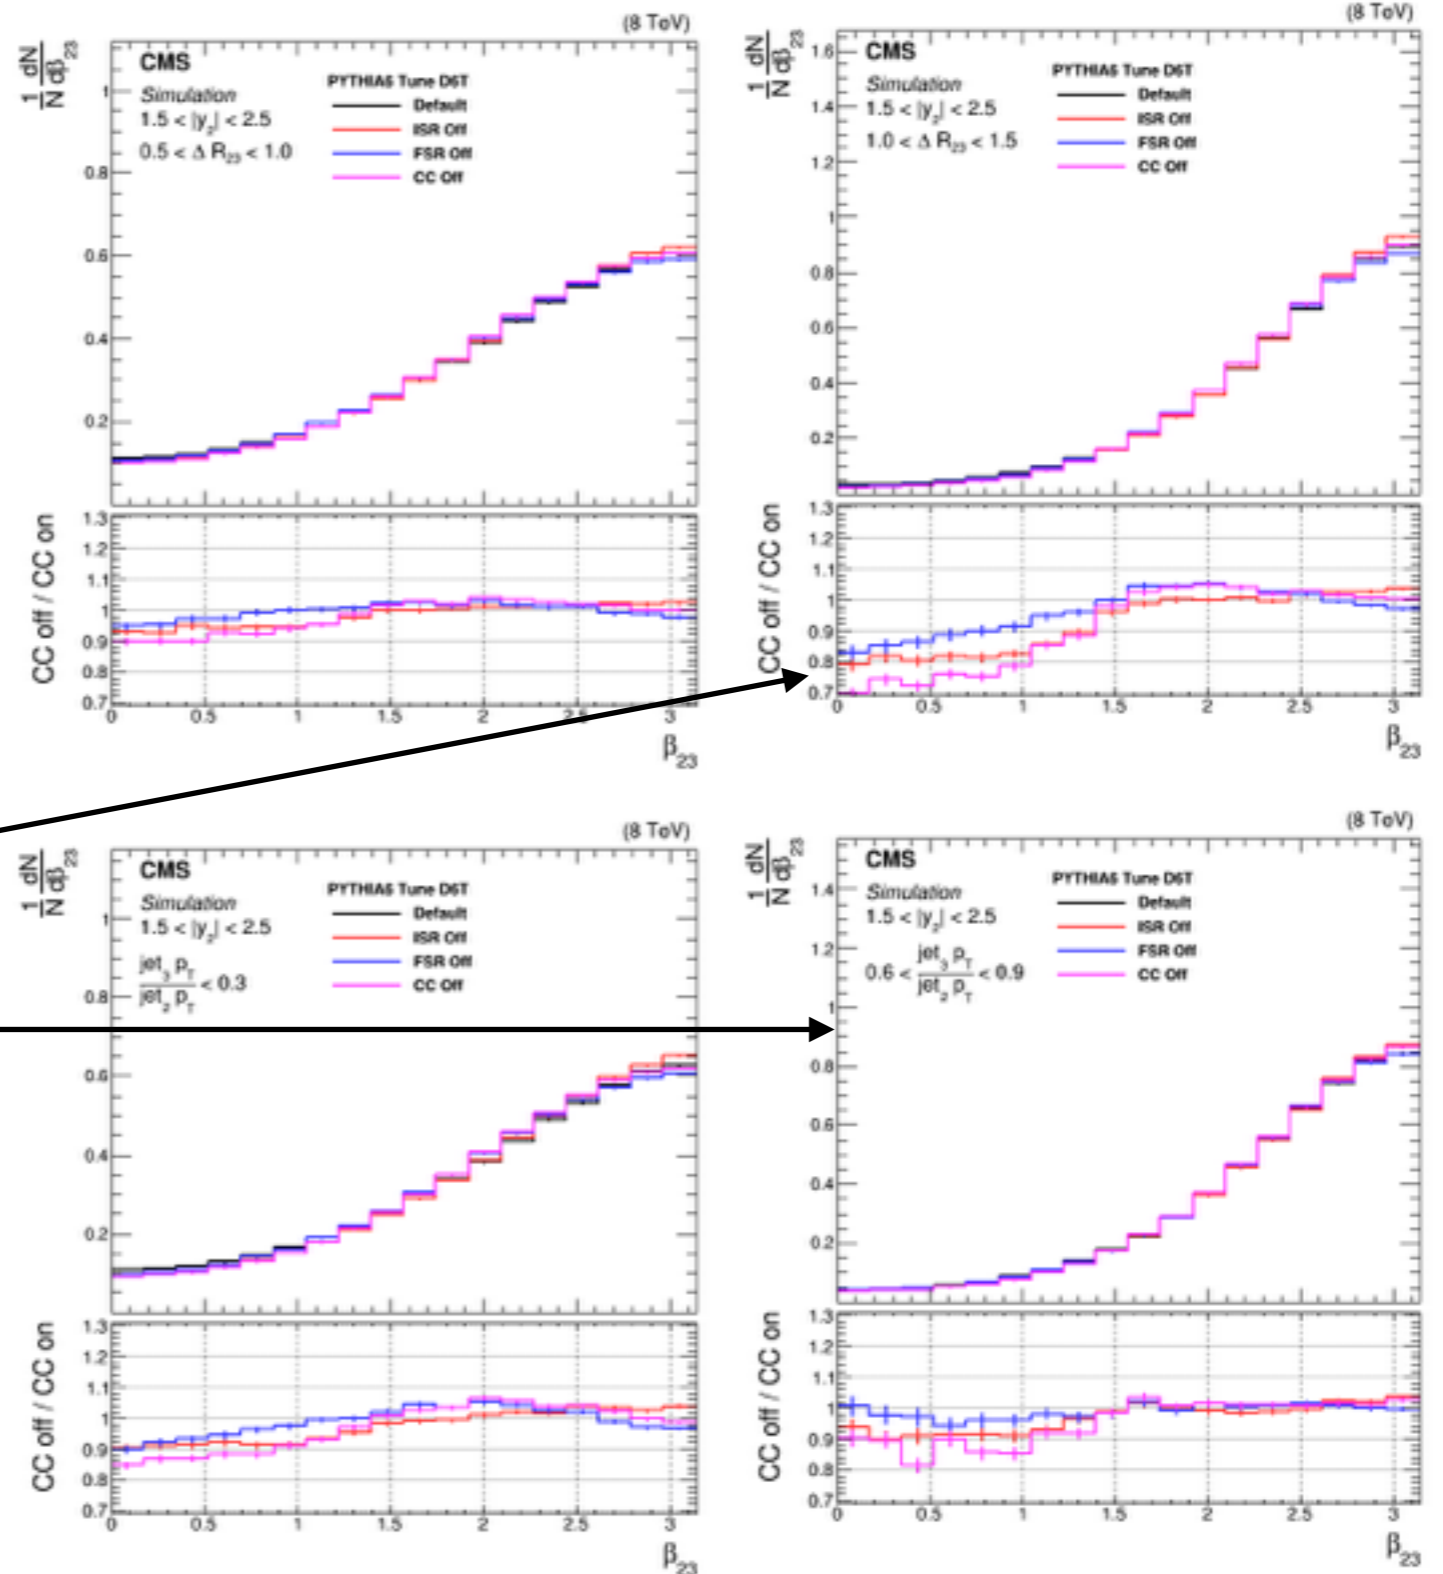 (8 TeV)
1/N dN/dβ23
CMS
Simulation
1.5 < |y2| < 2.5
0.5 < Δ R23 < 1.0
PYTHIA6 Tune D6T
Default
ISR Off
FSR Off
CC Off
1
0.8
0.6
0.4
0.2
CC off / CC on
1.3
1.2
1.1
1
0.9
0.8
0.7
0 0.5 1 1.5 2 2.5 3
β23
(8 TeV)
1/N dN/dβ23
CMS
Simulation
1.5 < |y2| < 2.5
1.0 < Δ R23 < 1.5
PYTHIA6 Tune D6T
Default
ISR Off
FSR Off
CC Off
1.6
1.4
1.2
1
0.8
0.6
0.4
0.2
CC off / CC on
1.3
1.2
1.1
1
0.9
0.8
0.7
0 0.5 1 1.5 2 2.5 3
β23
(8 TeV)
1/N dN/dβ23
CMS
Simulation
1.5 < |y2| < 2.5
jet3 pT / jet2 pT < 0.3
PYTHIA6 Tune D6T
Default
ISR Off
FSR Off
CC Off
1
0.8
0.6
0.4
0.2
CC off / CC on
1.3
1.2
1.1
1
0.9
0.8
0.7
0 0.5 1 1.5 2 2.5 3
β23
(8 TeV)
1/N dN/dβ23
CMS
Simulation
1.5 < |y2| < 2.5
0.6 < jet3 pT / jet2 pT < 0.9
PYTHIA6 Tune D6T
Default
ISR Off
FSR Off
CC Off
1.4
1.2
1
0.8
0.6
0.4
0.2
CC off / CC on
1.3
1.2
1.1
1
0.9
0.8
0.7
0 0.5 1 1.5 2 2.5 3
β23